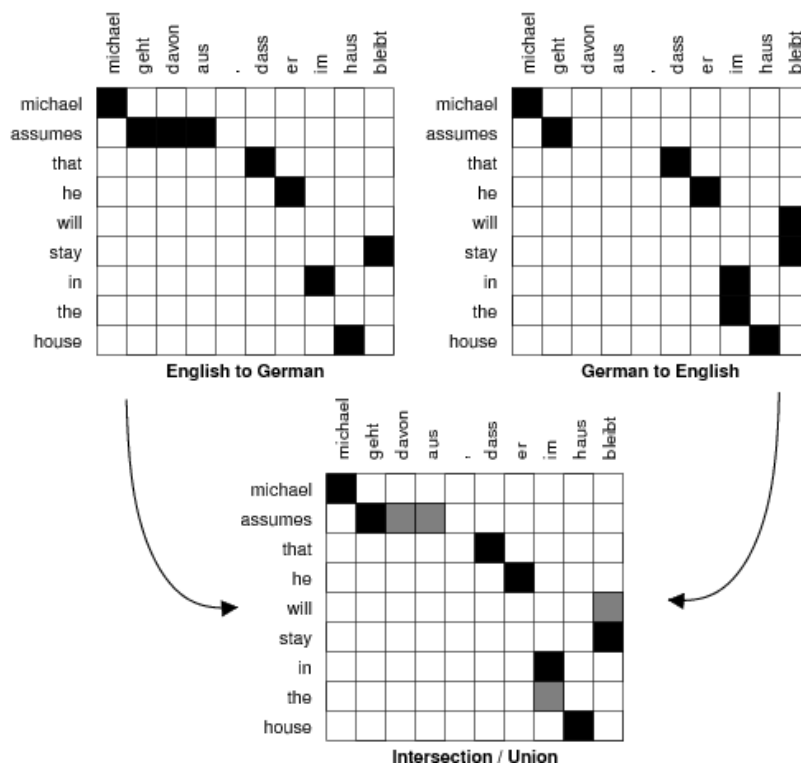 michael geht davon aus , dass er im haus bleibt
michael
assumes
that
he
will
stay
in
the
house
English to German
michael geht davon aus , dass er im haus bleibt
michael
assumes
that
he
will
stay
in
the
house
German to English
michael geht davon aus , dass er im haus bleibt
michael
assumes
that
he
will
stay
in
the
house
Intersection / Union